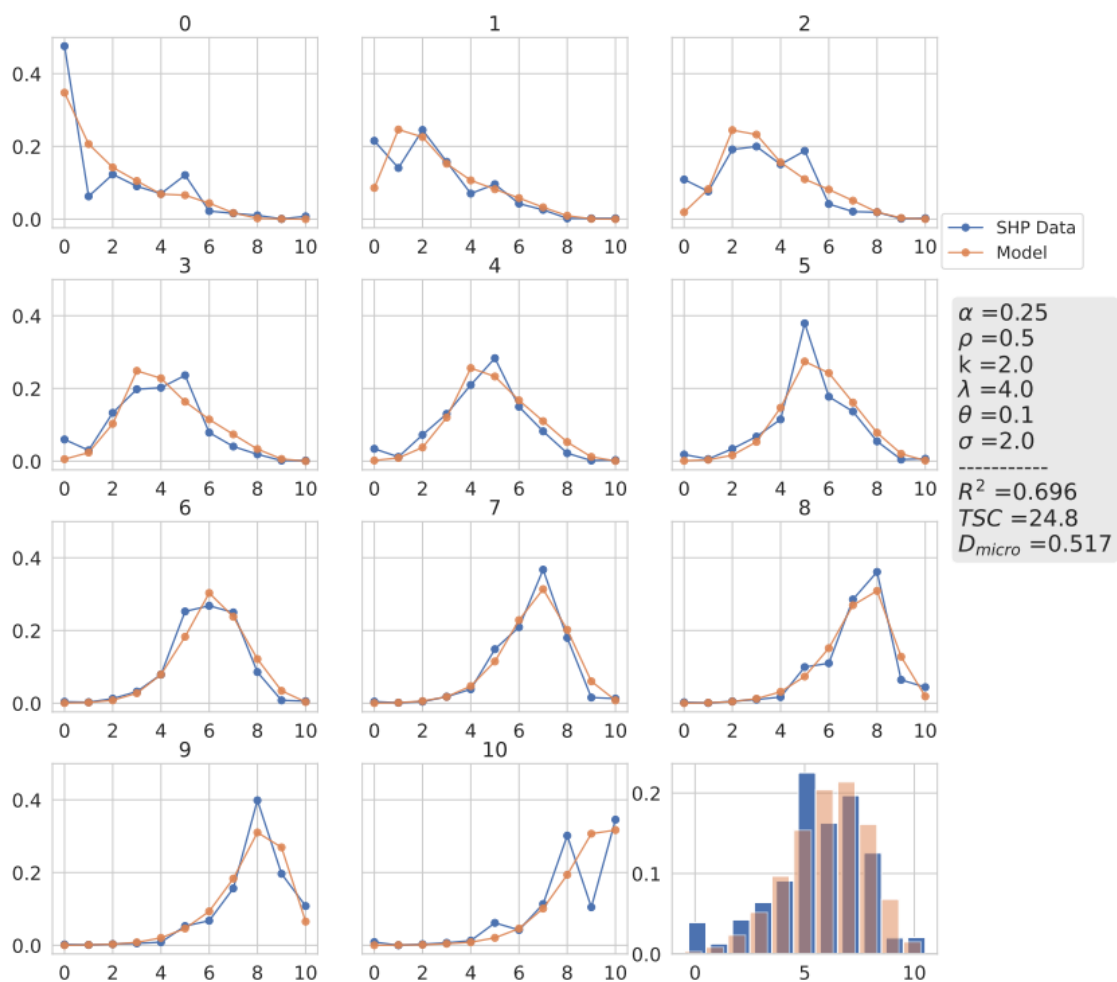 0 1 2
0.4
0.2
0.0
0 2 4 6 8 10 0 2 4 6 8 10 0 2 4 6 8 10
SHP Data
Model
3 4 5
0.4
0.2
0.0
0 2 4 6 8 10 0 2 4 6 8 10 0 2 4 6 8 10
α =0.25
ρ =0.5
k =2.0
λ =4.0
θ =0.1
σ =2.0
-----------
R² =0.696
TSC =24.8
D_micro =0.517
6 7 8
0.4
0.2
0.0
0 2 4 6 8 10 0 2 4 6 8 10 0 2 4 6 8 10
9 10
0.4
0.2
0.0
0 2 4 6 8 10 0 2 4 6 8 10
0.2
0.1
0.0
0 5 10